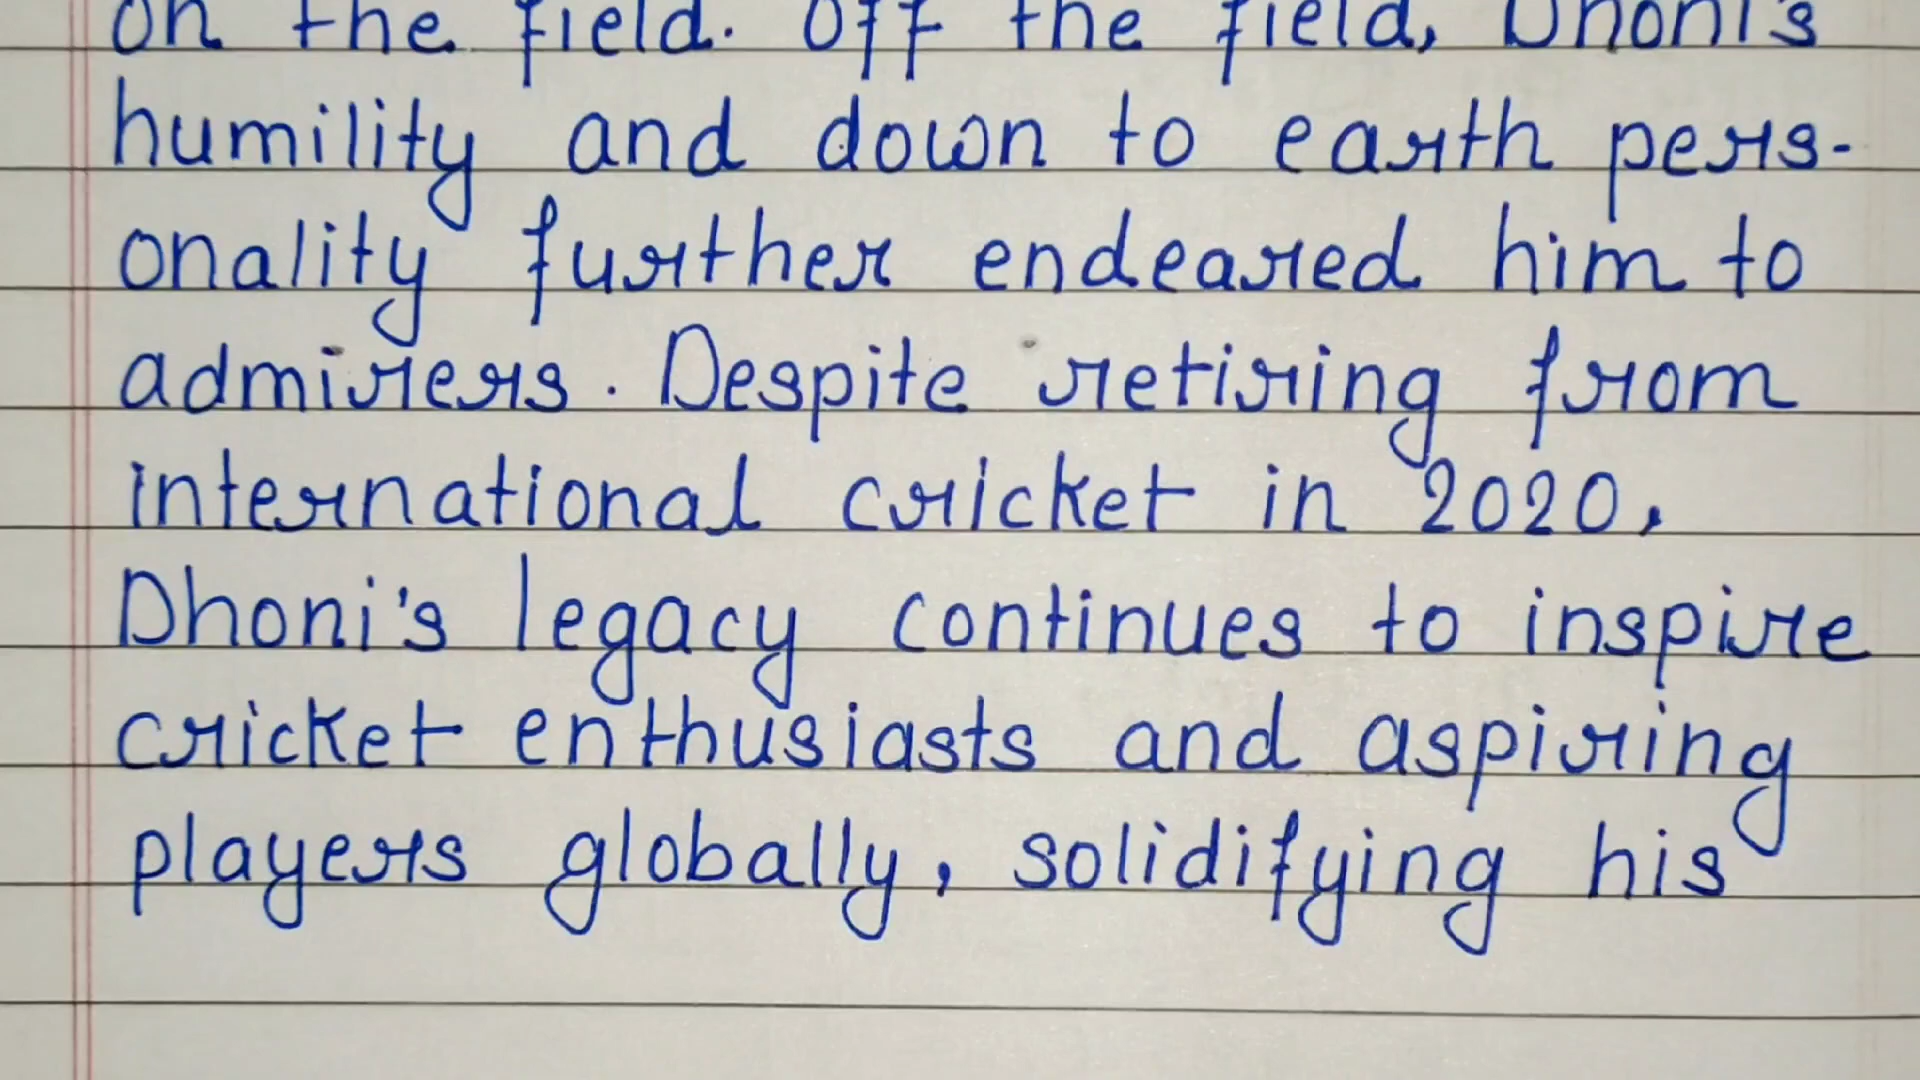 on the field. Off the field, Dhoni's
humility and down to earth pers-
onality further endeared him to
admirers. Despite retiring from
international cricket in 2020,
Dhoni's legacy continues to inspire
cricket enthusiasts and aspiring
players globally, solidifying his